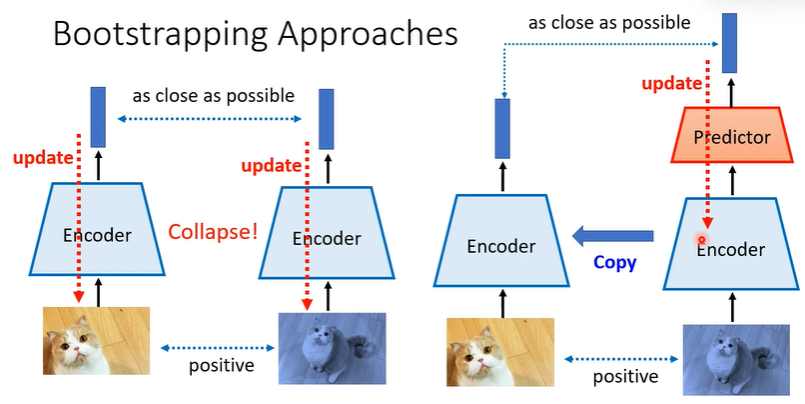 Bootstrapping Approaches
as close as possible
update
update
Encoder
Collapse!
Encoder
positive
as close as possible
update
Predictor
Encoder
Copy
Encoder
positive